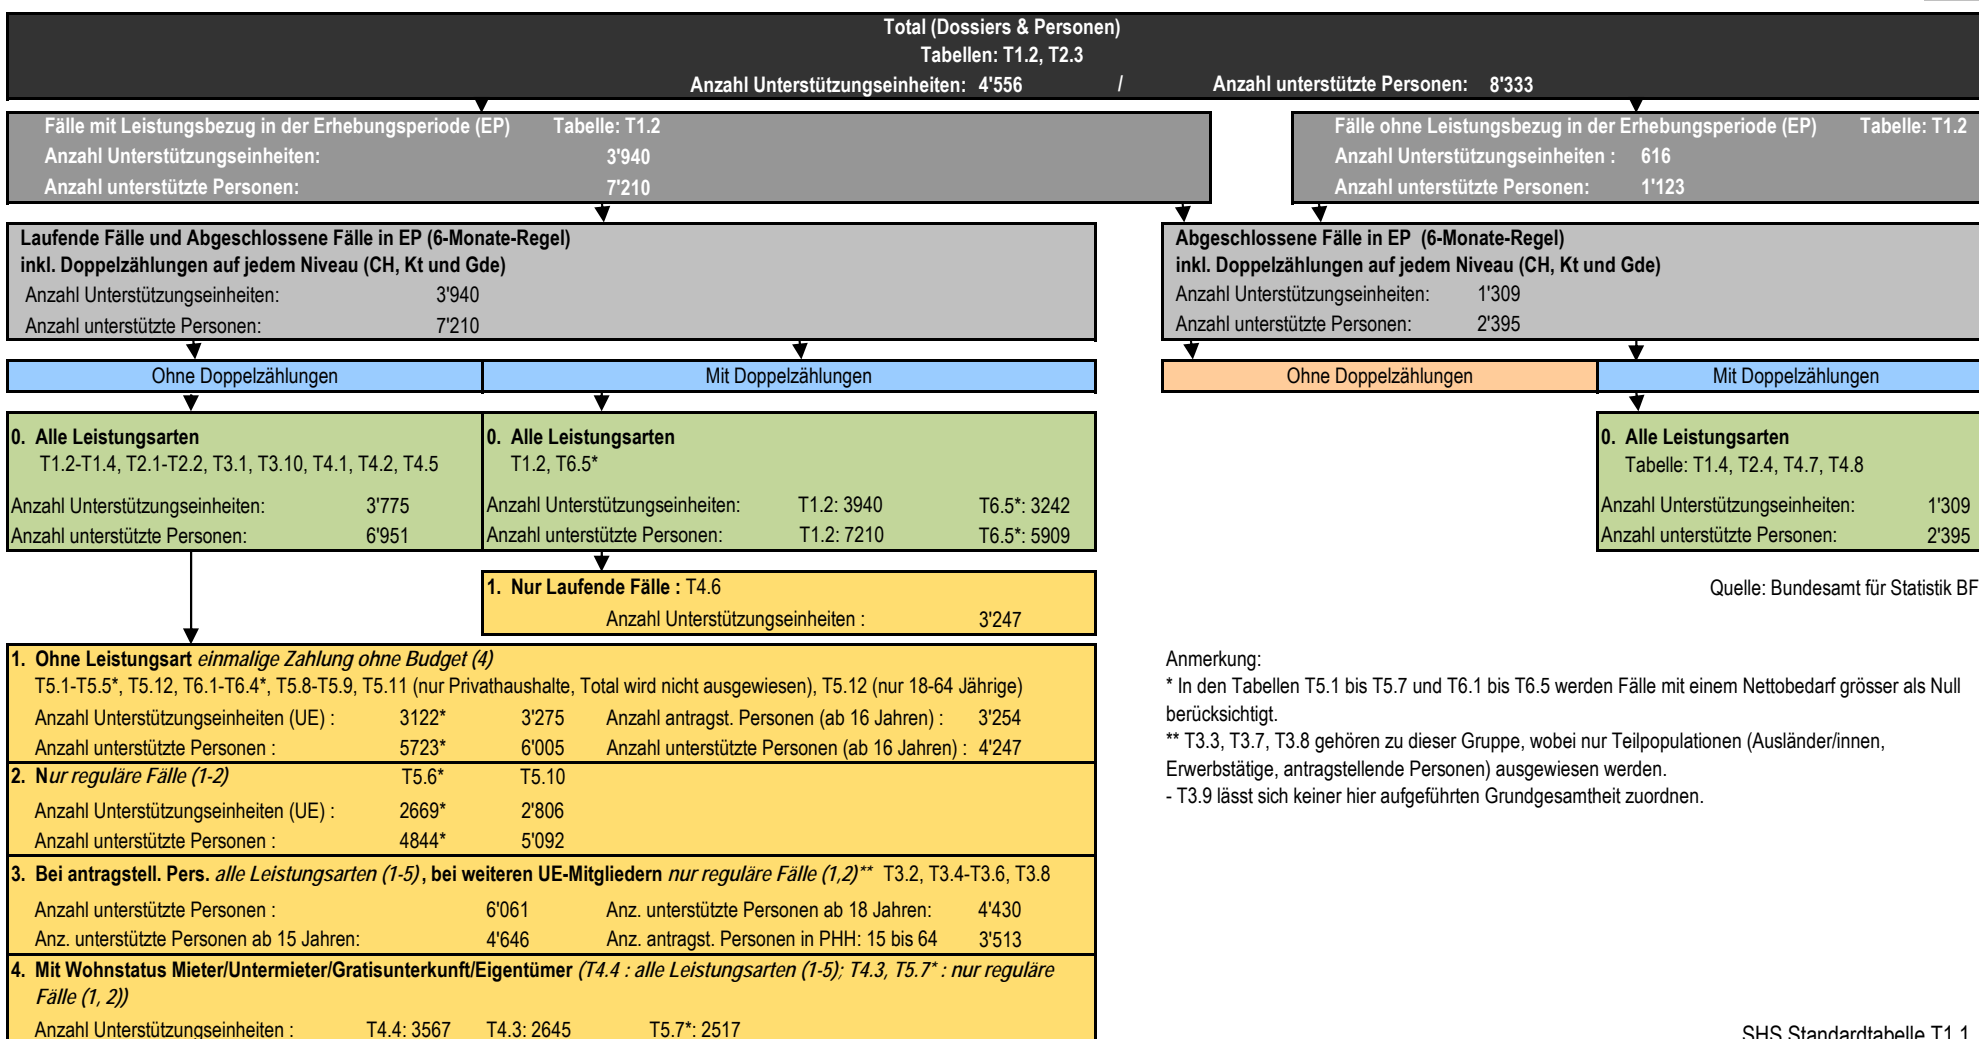 Total (Dossiers & Personen)
Tabellen: T1.2, T2.3
Anzahl Unterstützungseinheiten: 4'556 / Anzahl unterstützte Personen: 8'333
Fälle mit Leistungsbezug in der Erhebungsperiode (EP) Tabelle: T1.2
Anzahl Unterstützungseinheiten: 3'940
Anzahl unterstützte Personen: 7'210
Fälle ohne Leistungsbezug in der Erhebungsperiode (EP) Tabelle: T1.2
Anzahl Unterstützungseinheiten : 616
Anzahl unterstützte Personen: 1'123
Laufende Fälle und Abgeschlossene Fälle in EP (6-Monate-Regel)
inkl. Doppelzählungen auf jedem Niveau (CH, Kt und Gde)
Anzahl Unterstützungseinheiten: 3'940
Anzahl unterstützte Personen: 7'210
Abgeschlossene Fälle in EP (6-Monate-Regel)
inkl. Doppelzählungen auf jedem Niveau (CH, Kt und Gde)
Anzahl Unterstützungseinheiten: 1'309
Anzahl unterstützte Personen: 2'395
Ohne Doppelzählungen
Mit Doppelzählungen
Ohne Doppelzählungen
Mit Doppelzählungen
0. Alle Leistungsarten
T1.2-T1.4, T2.1-T2.2, T3.1, T3.10, T4.1, T4.2, T4.5
Anzahl Unterstützungseinheiten: 3'775
Anzahl unterstützte Personen: 6'951
0. Alle Leistungsarten
T1.2, T6.5*
Anzahl Unterstützungseinheiten: T1.2: 3940 T6.5*: 3242
Anzahl unterstützte Personen: T1.2: 7210 T6.5*: 5909
0. Alle Leistungsarten
Tabelle: T1.4, T2.4, T4.7, T4.8
Anzahl Unterstützungseinheiten: 1'309
Anzahl unterstützte Personen: 2'395
1. Nur Laufende Fälle : T4.6
Anzahl Unterstützungseinheiten : 3'247
Quelle: Bundesamt für Statistik BF
1. Ohne Leistungsart einmalige Zahlung ohne Budget (4)
T5.1-T5.5*, T5.12, T6.1-T6.4*, T5.8-T5.9, T5.11 (nur Privathaushalte, Total wird nicht ausgewiesen), T5.12 (nur 18-64 Jährige)
Anzahl Unterstützungseinheiten (UE) : 3122* 3'275 Anzahl antragst. Personen (ab 16 Jahren) : 3'254
Anzahl unterstützte Personen : 5723* 6'005 Anzahl unterstützte Personen (ab 16 Jahren) : 4'247
2. Nur reguläre Fälle (1-2) T5.6* T5.10
Anzahl Unterstützungseinheiten (UE) : 2669* 2'806
Anzahl unterstützte Personen : 4844* 5'092
3. Bei antragstell. Pers. alle Leistungsarten (1-5), bei weiteren UE-Mitgliedern nur reguläre Fälle (1,2)** T3.2, T3.4-T3.6, T3.8
Anzahl unterstützte Personen : 6'061 Anz. unterstützte Personen ab 18 Jahren: 4'430
Anz. unterstützte Personen ab 15 Jahren: 4'646 Anz. antragst. Personen in PHH: 15 bis 64 3'513
4. Mit Wohnstatus Mieter/Untermieter/Gratisunterkunft/Eigentümer (T4.4 : alle Leistungsarten (1-5); T4.3, T5.7* : nur reguläre
Fälle (1, 2))
Anzahl Unterstützungseinheiten : T4.4: 3567 T4.3: 2645 T5.7*: 2517
Anmerkung:
* In den Tabellen T5.1 bis T5.7 und T6.1 bis T6.5 werden Fälle mit einem Nettobedarf grösser als Null
berücksichtigt.
** T3.3, T3.7, T3.8 gehören zu dieser Gruppe, wobei nur Teilpopulationen (Ausländer/innen,
Erwerbstätige, antragstellende Personen) ausgewiesen werden.
- T3.9 lässt sich keiner hier aufgeführten Grundgesamtheit zuordnen.
SHS Standardtabelle T1.1